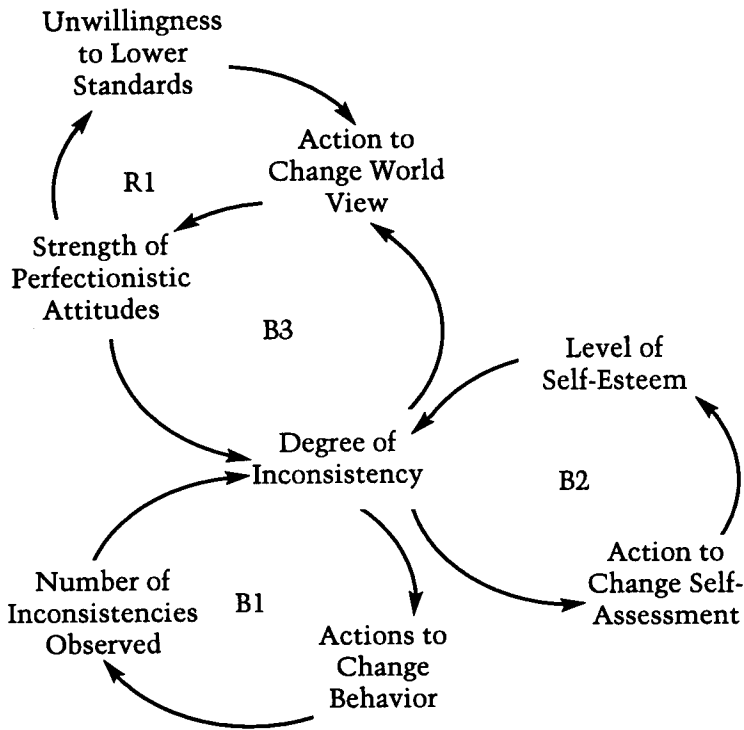 Unwillingness
to Lower
Standards
Action to
Change World
View
R1
Strength of
Perfectionistic
Attitudes
B3
Level of
Self-Esteem
Degree of
Inconsistency
B2
Action to
Change Self-
Assessment
Number of
Inconsistencies
Observed
B1
Actions to
Change
Behavior